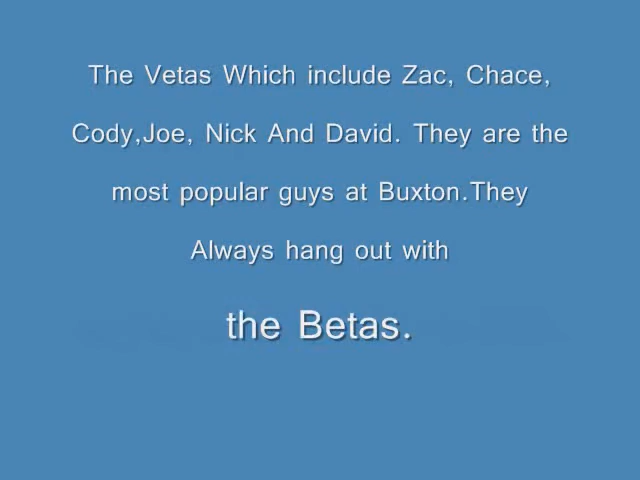 The Vetas Which include Zac, Chace,
Cody,Joe, Nick And David. They are the
most popular guys at Buxton.They
Always hang out with
the Betas.